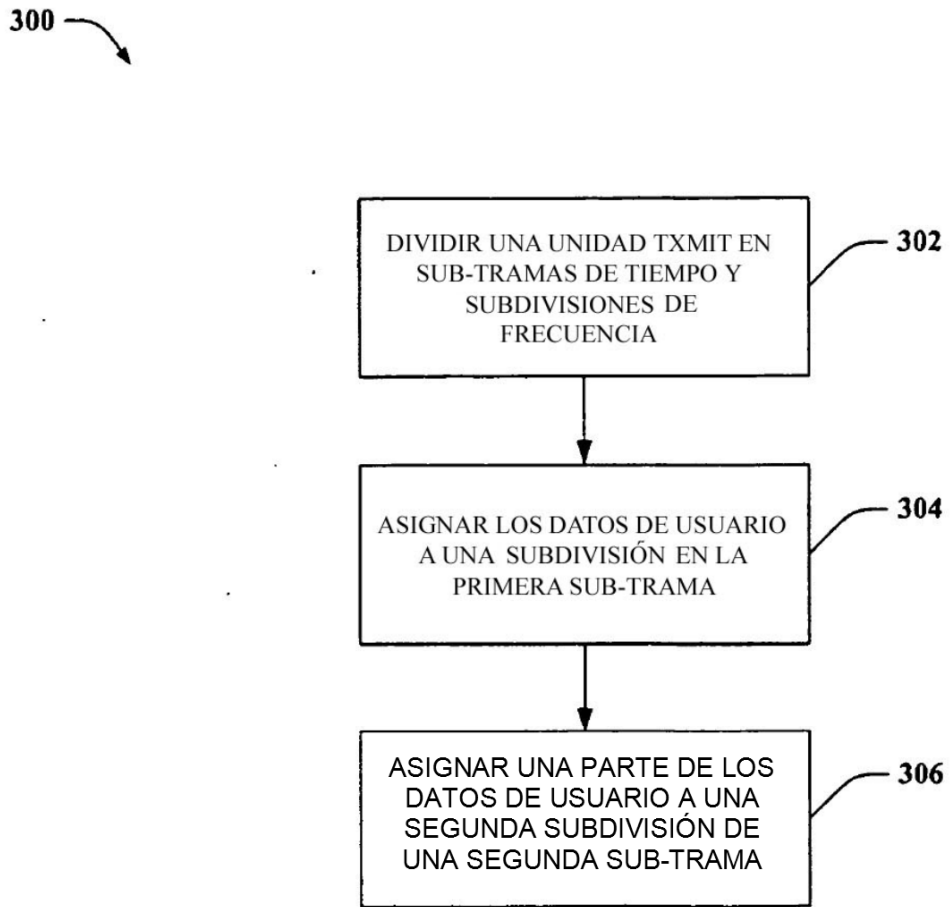 300
DIVIDIR UNA UNIDAD TXMIT EN
SUB-TRAMAS DE TIEMPO Y
SUBDIVISIONES DE
FRECUENCIA
302
ASIGNAR LOS DATOS DE USUARIO
A UNA SUBDIVISIÓN EN LA
PRIMERA SUB-TRAMA
304
ASIGNAR UNA PARTE DE LOS
DATOS DE USUARIO A UNA
SEGUNDA SUBDIVISIÓN DE
UNA SEGUNDA SUB-TRAMA
306